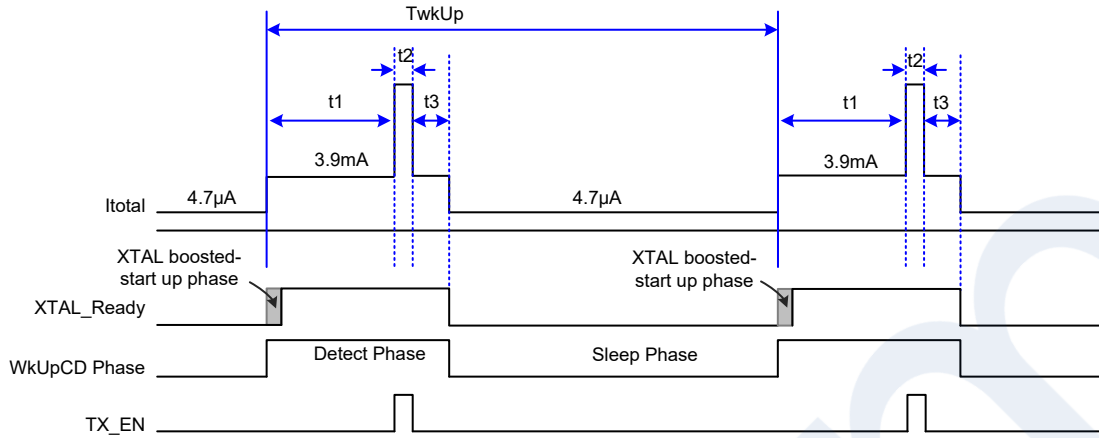 TwkUp
t2
t2
t1
t3
t1
t3
3.9mA
3.9mA
4.7µA
4.7µA
Itotal
XTAL boosted-
start up phase
XTAL boosted-
start up phase
XTAL_Ready
Detect Phase
Sleep Phase
WkUpCD Phase
TX_EN